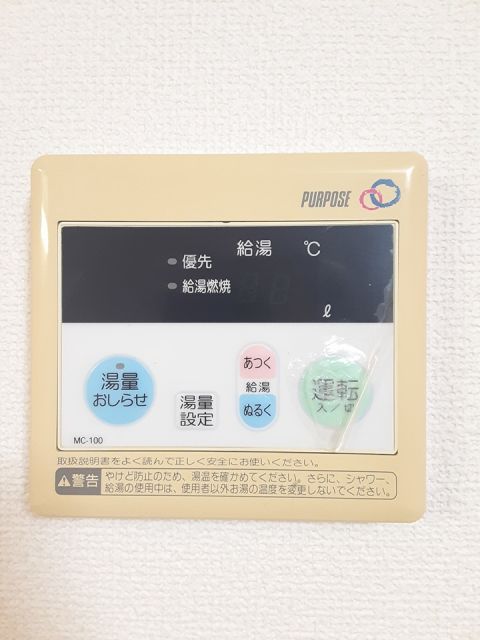 PURPOSE
給湯 ℃
優先
給湯燃焼
ℓ
湯量
おしらせ
湯量
設定
あつく
給湯
ぬるく
運転
入/切
MC-100
取扱説明書をよく読んで正しく安全にお使いください。
警告 やけど防止のため、湯温を確かめてください。さらに、シャワー、
給湯の使用中は、使用者以外お湯の温度を変更しないでください。